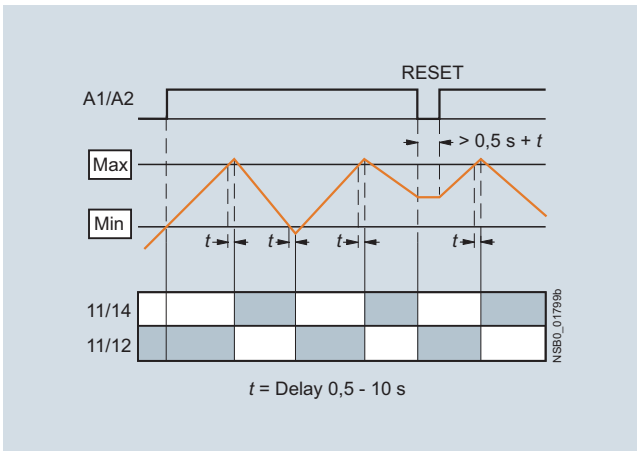 RESET
A1/A2
> 0,5 s + t
Max
Min
t t t t
11/14
11/12
NSB0_01799b
t = Delay 0,5 - 10 s